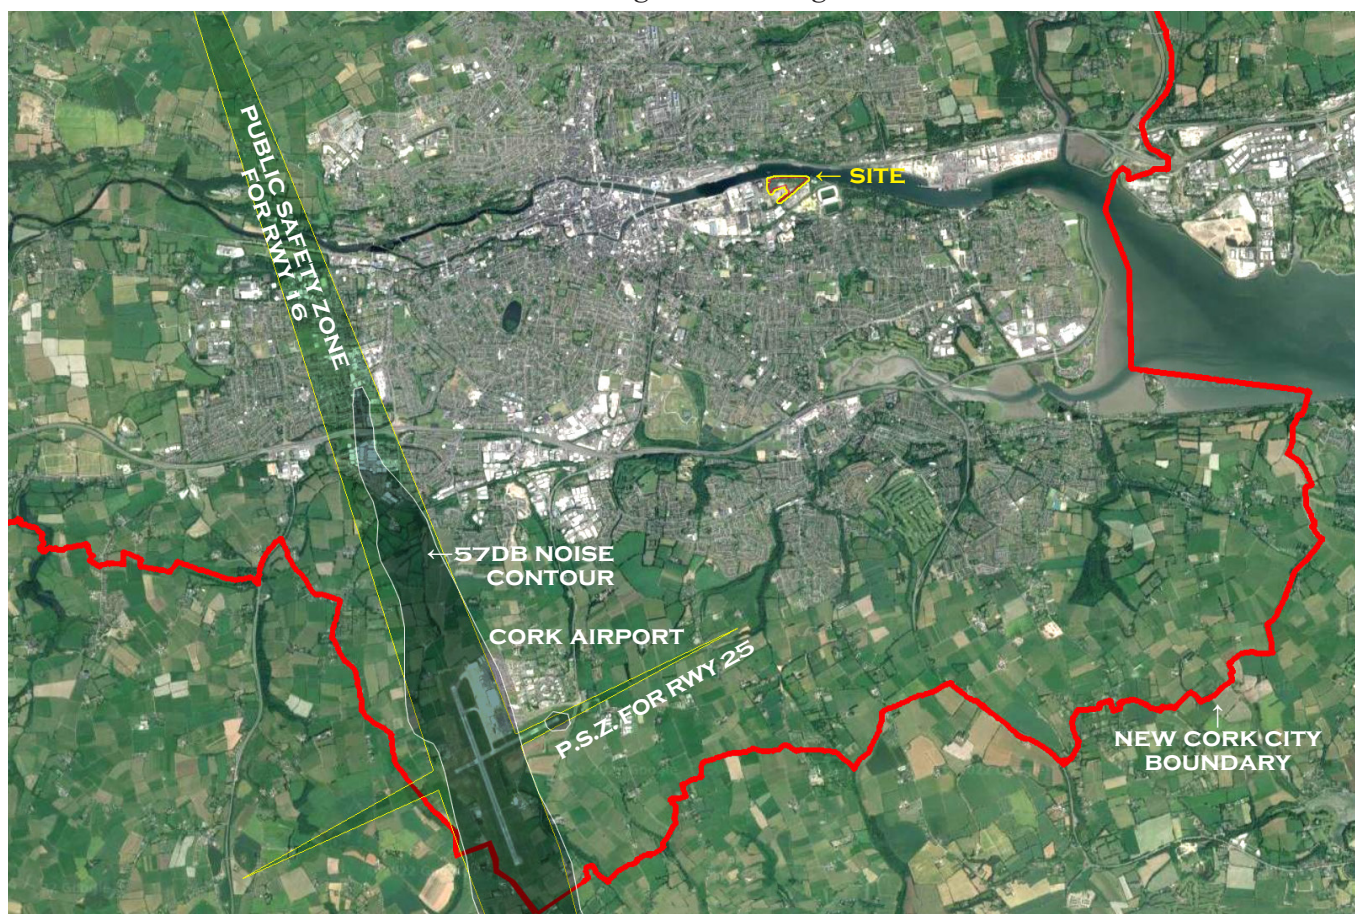 PUBLIC SAFETY ZONE
FOR RWY. 16
← SITE
←57DB NOISE
CONTOUR
CORK AIRPORT
P.S.Z. FOR RWY 25
↑
NEW CORK CITY
BOUNDARY